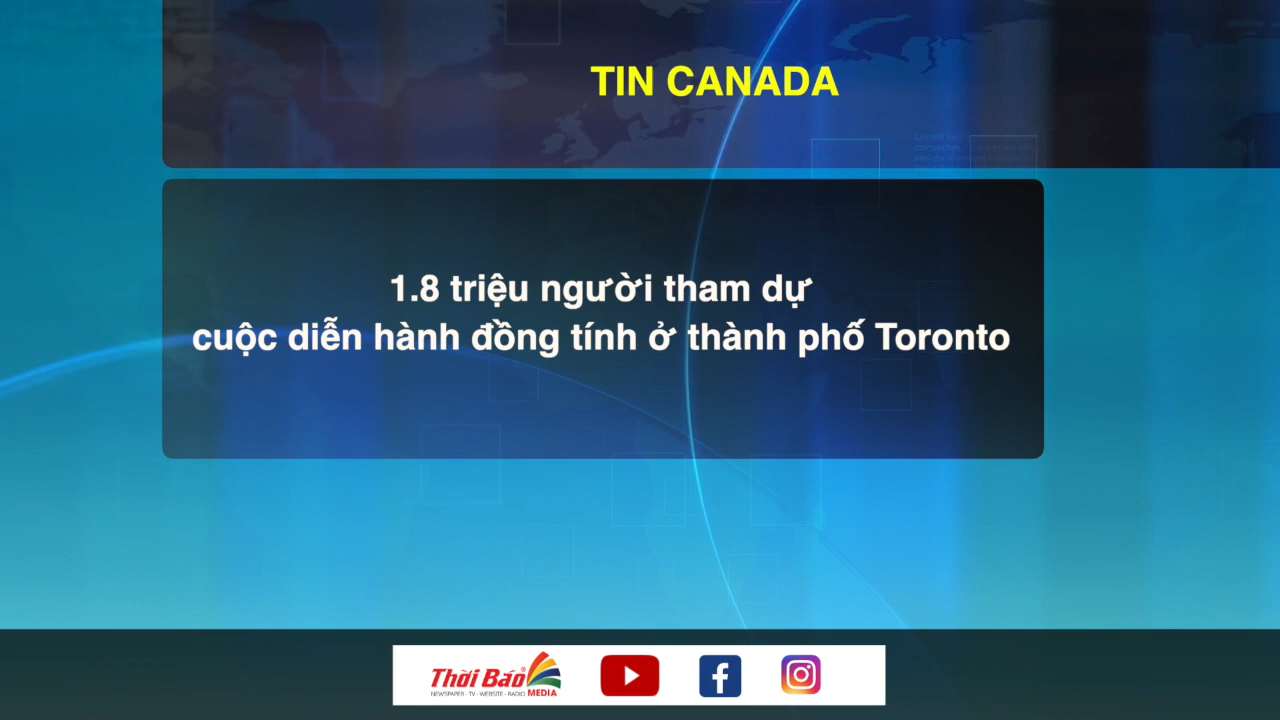 TIN CANADA
1.8 triệu người tham dự
cuộc diễn hành đồng tính ở thành phố Toronto
Thời Báo®
NEWSPAPER - TV - WEBSITE - RADIO MEDIA